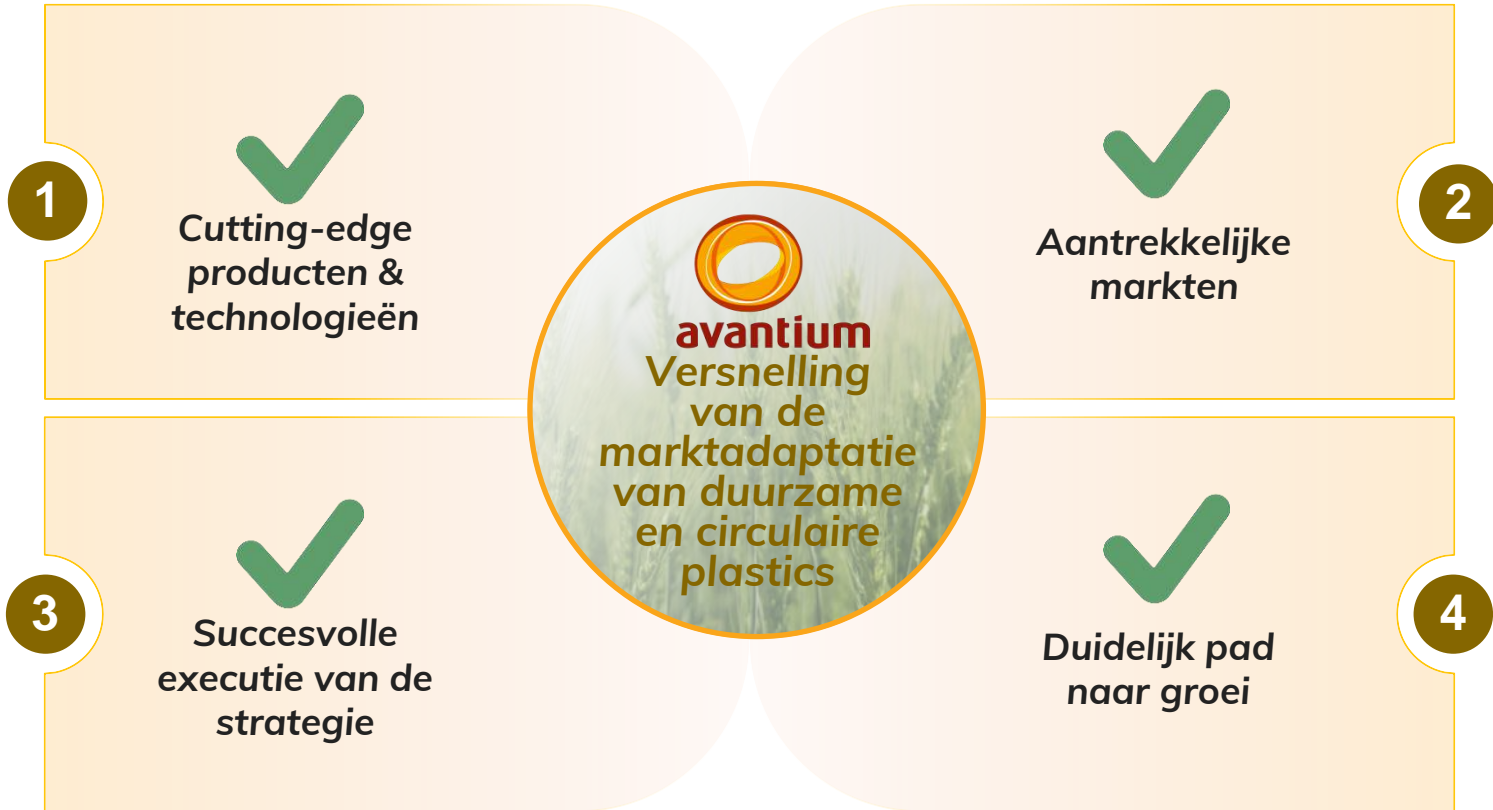 1
Cutting-edge
producten &
technologieën
2
Aantrekkelijke
markten
avantium
Versnelling
van de
marktadaptatie
van duurzame
en circulaire
plastics
3
Succesvolle
executie van de
strategie
4
Duidelijk pad
naar groei